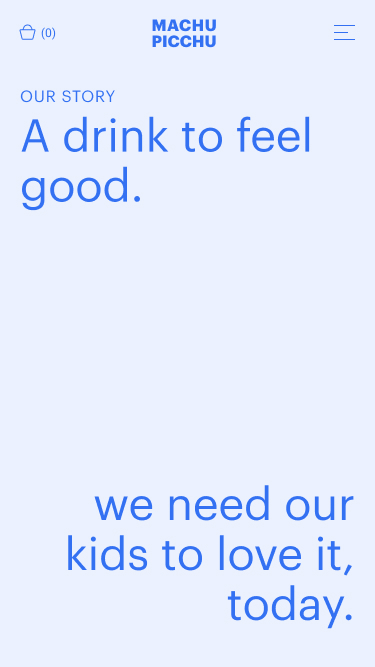 (0)
MACHU
PICCHU
OUR STORY
A drink to feel
good.
we need our
kids to love it,
today.